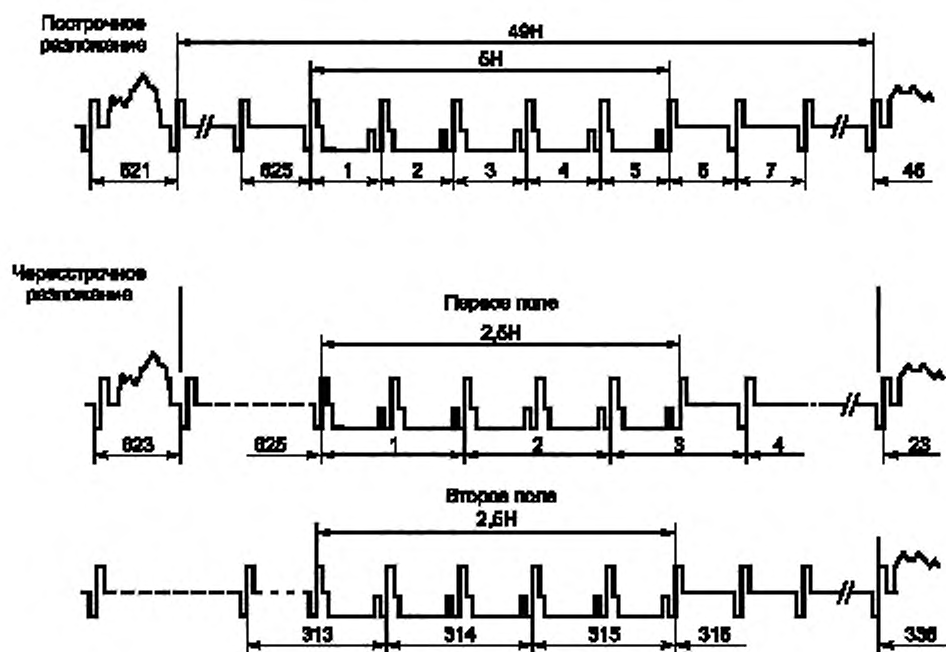 Построчное
разложение
49H
5H
621 625 1 2 3 4 5 6 7 45
Чересстрочное
разложение
Первое поле
2,5H
623 625 1 2 3 4 23
Второе поле
2,5H
313 314 315 316 336